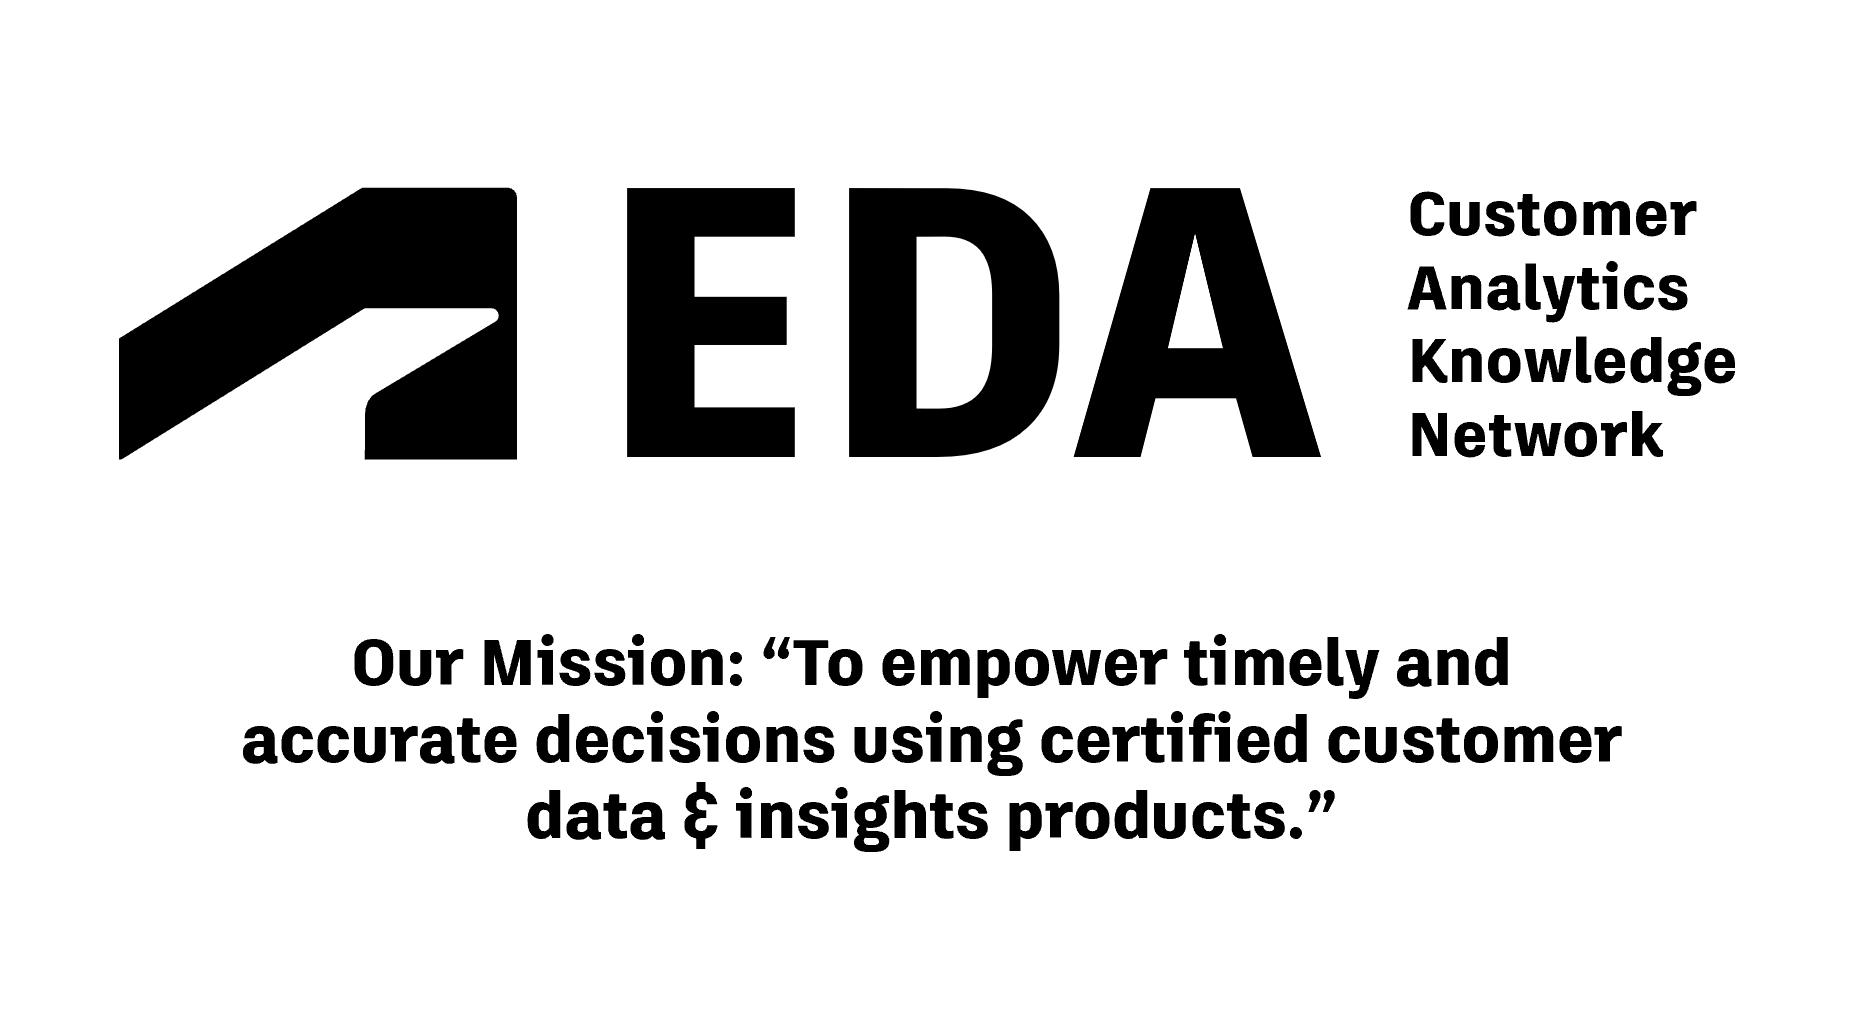 EDA
Customer
Analytics
Knowledge
Network
Our Mission: “To empower timely and
accurate decisions using certified customer
data & insights products.”